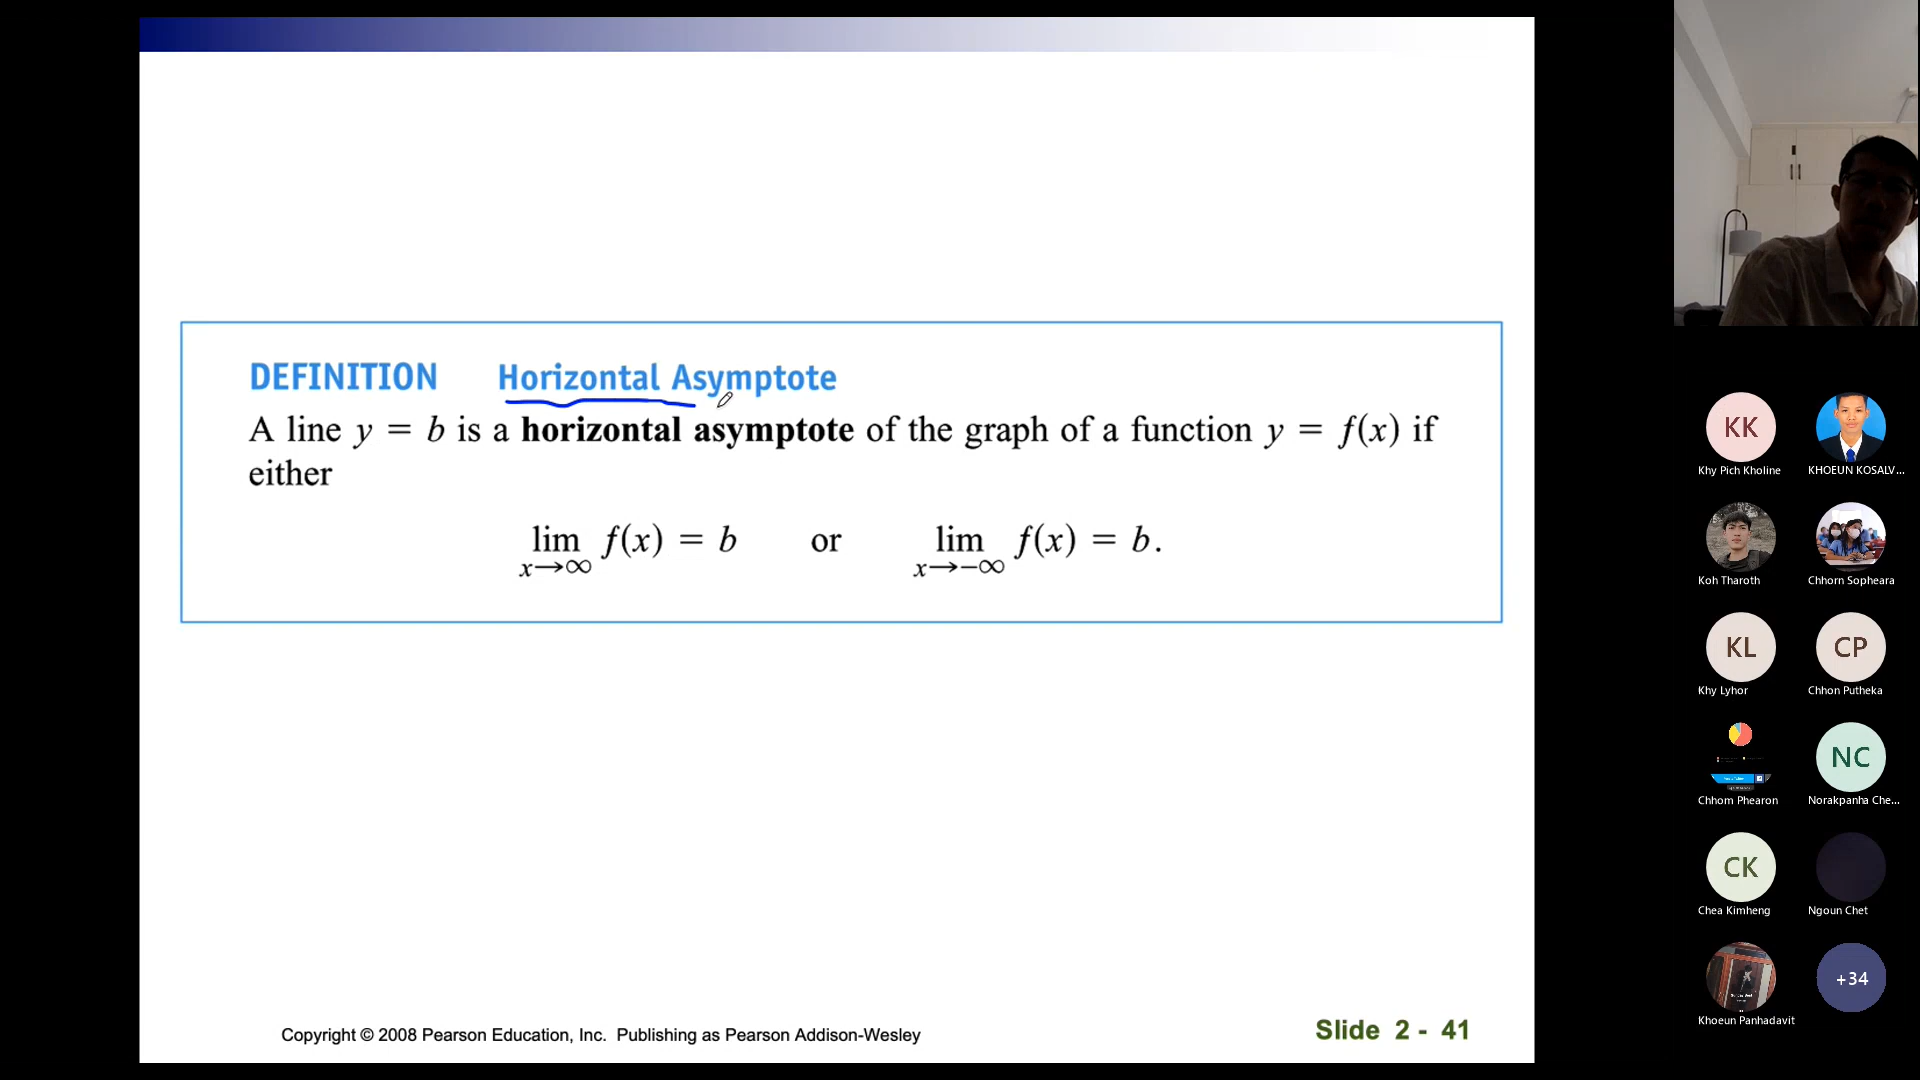 DEFINITION Horizontal Asymptote
A line y = b is a horizontal asymptote of the graph of a function y = f(x) if
either
lim f(x) = b or lim f(x) = b.
x→∞ x→−∞
Copyright © 2008 Pearson Education, Inc. Publishing as Pearson Addison-Wesley
Slide 2 - 41
KK
Khy Pich Kholine KHOEUN KOSALV...
Koh Tharoth Chhorn Sopheara
KL CP
Khy Lyhor Chhon Putheka
NC
Chhom Phearon Norakpanha Che...
CK
Chea Kimheng Ngoun Chet
+34
Khoeun Panhadavit